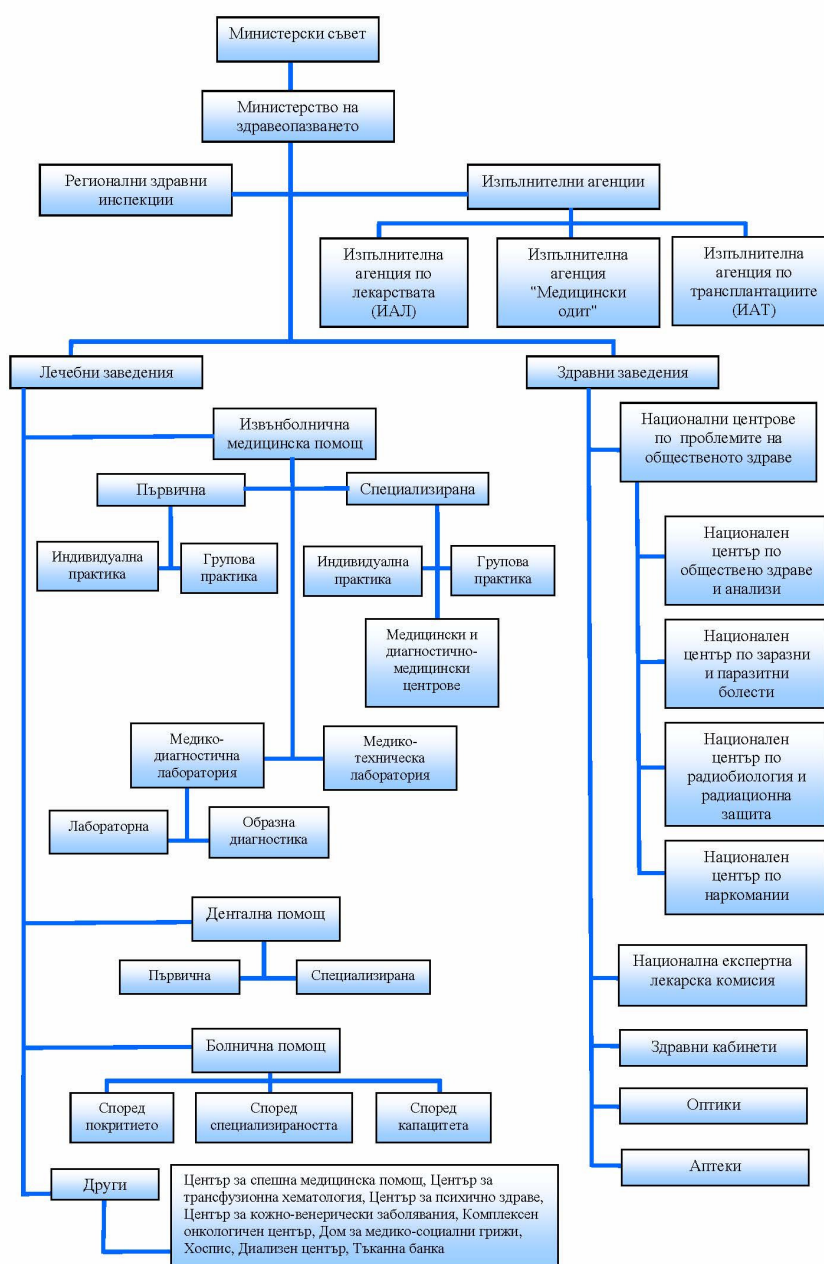 Министерски съвет
Министерство на
здравеопазването
Регионални здравни
инспекции
Изпълнителни агенции
Изпълнителна
агенция по
лекарствата
(ИАЛ)
Изпълнителна
агенция
"Медицински
одит"
Изпълнителна
агенция по
трансплантациите
(ИАТ)
Лечебни заведения
Извънболнична
медицинска помощ
Първична
Специализирана
Индивидуална
практика
Групова
практика
Индивидуална
практика
Групова
практика
Медицински и
диагностично-
медицински
центрове
Медико-
диагностична
лаборатория
Медико-
техническа
лаборатория
Лабораторна
Образна
диагностика
Дентална помощ
Първична
Специализирана
Болнична помощ
Според
покритието
Според
специализираността
Според
капацитета
Други
Център за спешна медицинска помощ, Център за
трансфузионна хематология, Център за психично здраве,
Център за кожно-венерически заболявания, Комплексен
онкологичен център, Дом за медико-социални грижи,
Хоспис, Диализен център, Тъканна банка
Здравни заведения
Национални центрове
по проблемите на
общественото здраве
Национален
център по
обществено здраве
и анализи
Национален
център по заразни
и паразитни
болести
Национален
център по
радиобиология и
радиационна
защита
Национален
център по
наркомании
Национална експертна
лекарска комисия
Здравни кабинети
Оптики
Аптеки